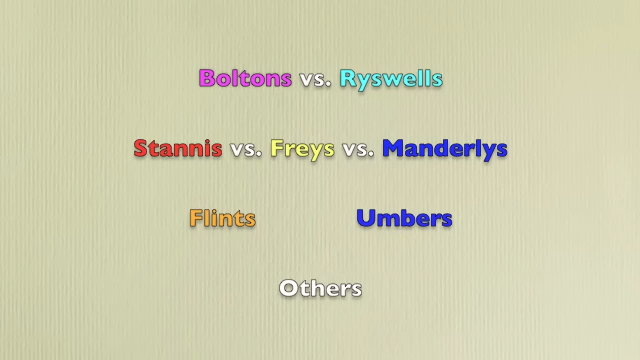 Boltons vs. Ryswells
Stannis vs. Freys vs. Manderlys
Flints Umbers
Others